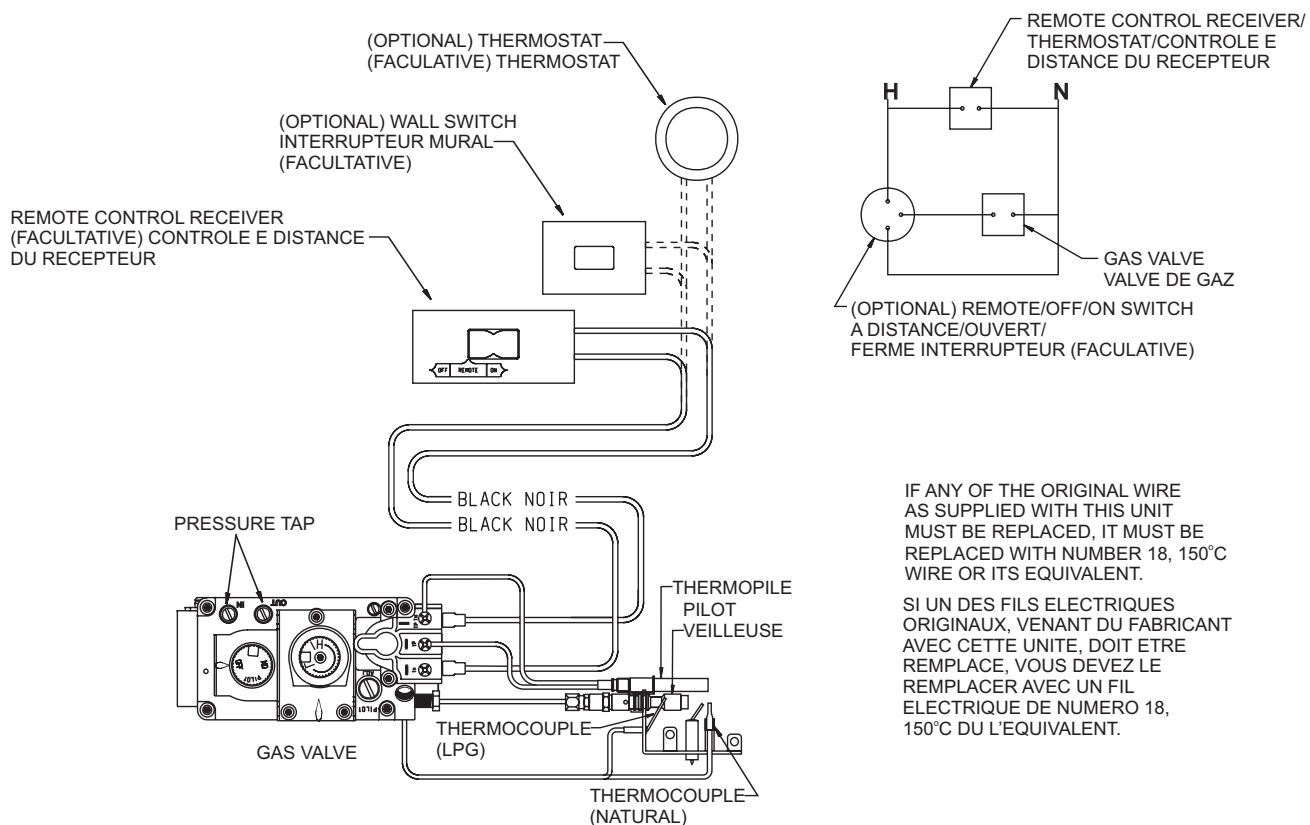 (OPTIONAL) THERMOSTAT
(FACULATIVE) THERMOSTAT
(OPTIONAL) WALL SWITCH
INTERRUPTEUR MURAL
(FACULTATIVE)
REMOTE CONTROL RECEIVER
(FACULTATIVE) CONTROLE E DISTANCE
DU RECEPTEUR
OFF REMOTE ON
REMOTE CONTROL RECEIVER/
THERMOSTAT/CONTROLE E
DISTANCE DU RECEPTEUR
H N
GAS VALVE
VALVE DE GAZ
(OPTIONAL) REMOTE/OFF/ON SWITCH
A DISTANCE/OUVERT/
FERME INTERRUPTEUR (FACULATIVE)
BLACK NOIR
BLACK NOIR
PRESSURE TAP
IN OUT
H
PILOT
PILOT
GAS VALVE
THERMOPILE
PILOT
VEILLEUSE
THERMOCOUPLE
(LPG)
THERMOCOUPLE
(NATURAL)
IF ANY OF THE ORIGINAL WIRE
AS SUPPLIED WITH THIS UNIT
MUST BE REPLACED, IT MUST BE
REPLACED WITH NUMBER 18, 150°C
WIRE OR ITS EQUIVALENT.
SI UN DES FILS ELECTRIQUES
ORIGINAUX, VENANT DU FABRICANT
AVEC CETTE UNITE, DOIT ETRE
REMPLACE, VOUS DEVEZ LE
REMPLACER AVEC UN FIL
ELECTRIQUE DE NUMERO 18,
150°C DU L'EQUIVALENT.